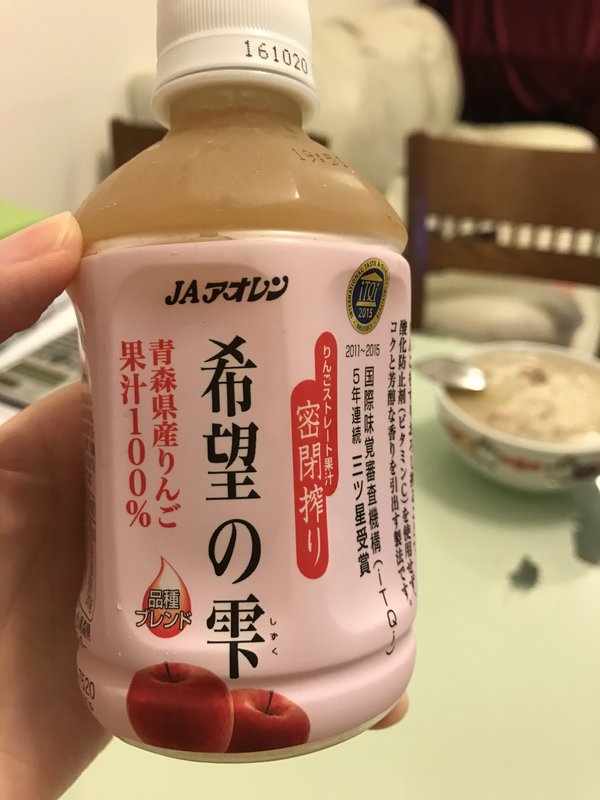 161020
JAアオレン
希望の雫
しずく
青森県産りんご
果汁100%
品種
ブレンド
りんごストレート果汁
密閉搾り
iTQi
2015
2011~2015
国際味覚審査機構(iTQi)
5年連続 三ツ星受賞
酸化防止剤(ビタミンC)を使用せず、
コクと芳醇な香りを引出す製法です。